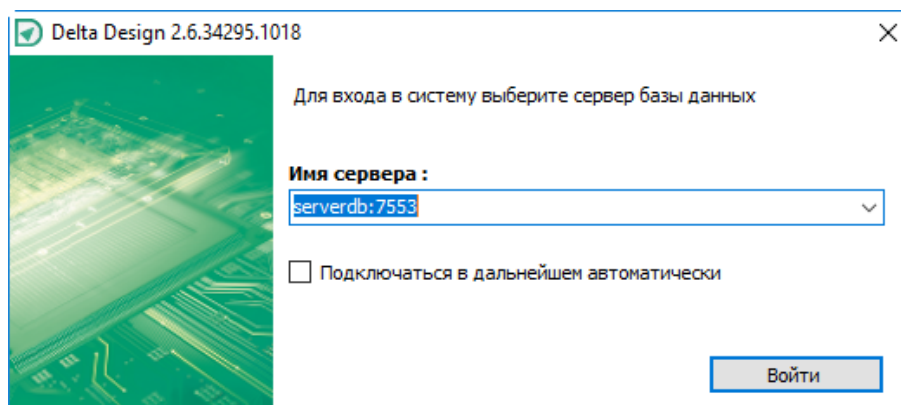 Delta Design 2.6.34295.1018
Для входа в систему выберите сервер базы данных
Имя сервера :
serverdb:7553
Подключаться в дальнейшем автоматически
Войти